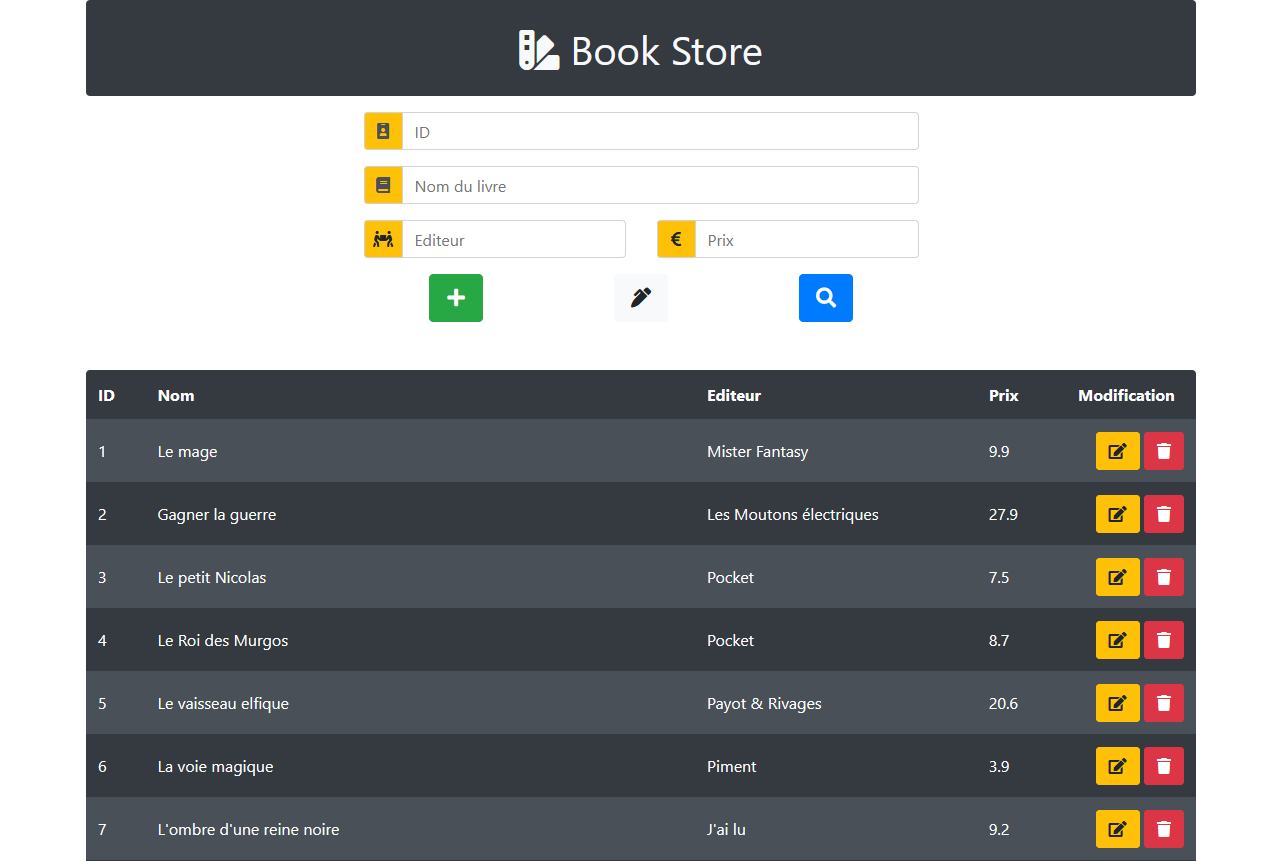 Book Store
ID
Nom du livre
Editeur € Prix
ID Nom Editeur Prix Modification
1 Le mage Mister Fantasy 9.9
2 Gagner la guerre Les Moutons électriques 27.9
3 Le petit Nicolas Pocket 7.5
4 Le Roi des Murgos Pocket 8.7
5 Le vaisseau elfique Payot & Rivages 20.6
6 La voie magique Piment 3.9
7 L'ombre d'une reine noire J'ai lu 9.2